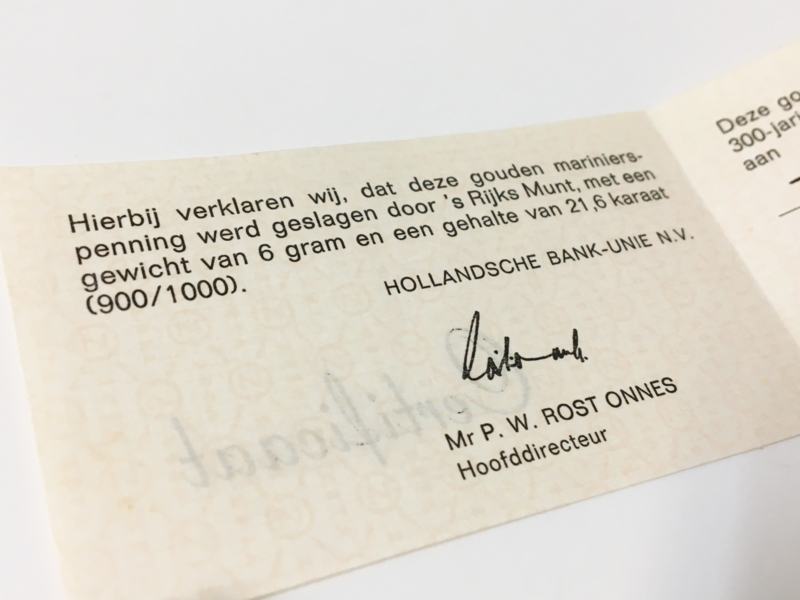 Hierbij verklaren wij, dat deze gouden mariniers-
penning werd geslagen door 's Rijks Munt, met een
gewicht van 6 gram en een gehalte van 21,6 karaat
(900/1000).
HOLLANDSCHE BANK-UNIE N.V.
Mr P. W. ROST ONNES
Hoofddirecteur
Certificaat
Deze go
300-jari
aan